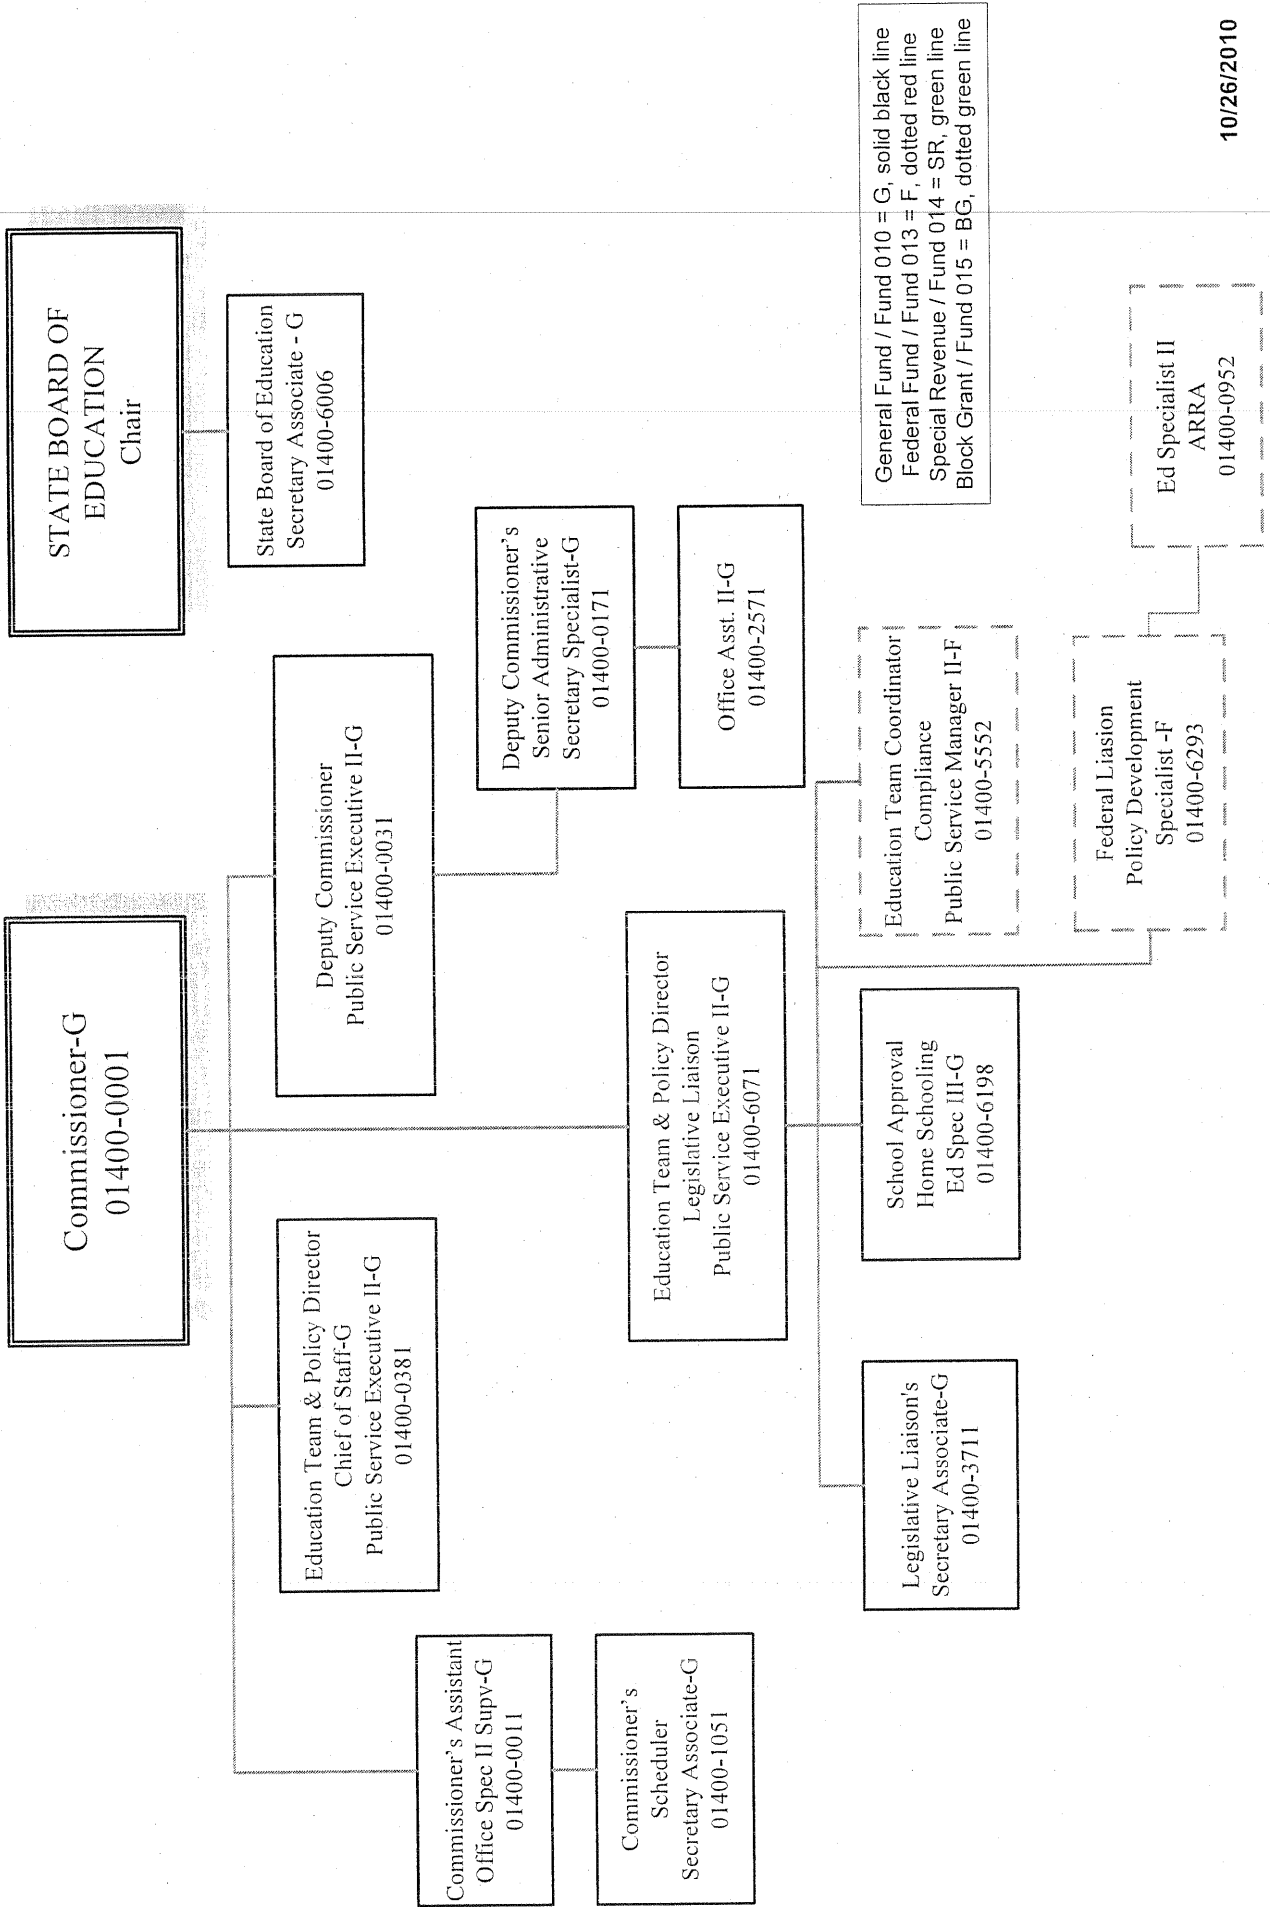 Commissioner-G
01400-0001
STATE BOARD OF
EDUCATION
Chair
State Board of Education
Secretary Associate - G
01400-6006
Commissioner's Assistant
Office Spec II Supv-G
01400-0011
Commissioner's
Scheduler
Secretary Associate-G
01400-1051
Education Team & Policy Director
Chief of Staff-G
Public Service Executive II-G
01400-0381
Deputy Commissioner
Public Service Executive II-G
01400-0031
Deputy Commissioner's
Senior Administrative
Secretary Specialist-G
01400-0171
Office Asst. II-G
01400-2571
Education Team & Policy Director
Legislative Liaison
Public Service Executive II-G
01400-6071
Legislative Liaison's
Secretary Associate-G
01400-3711
School Approval
Home Schooling
Ed Spec III-G
01400-6198
Education Team Coordinator
Compliance
Public Service Manager II-F
01400-5552
Federal Liasion
Policy Development
Specialist -F
01400-6293
Ed Specialist II
ARRA
01400-0952
General Fund / Fund 010 = G, solid black line
Federal Fund / Fund 013 = F, dotted red line
Special Revenue / Fund 014 = SR, green line
Block Grant / Fund 015 = BG, dotted green line
10/26/2010